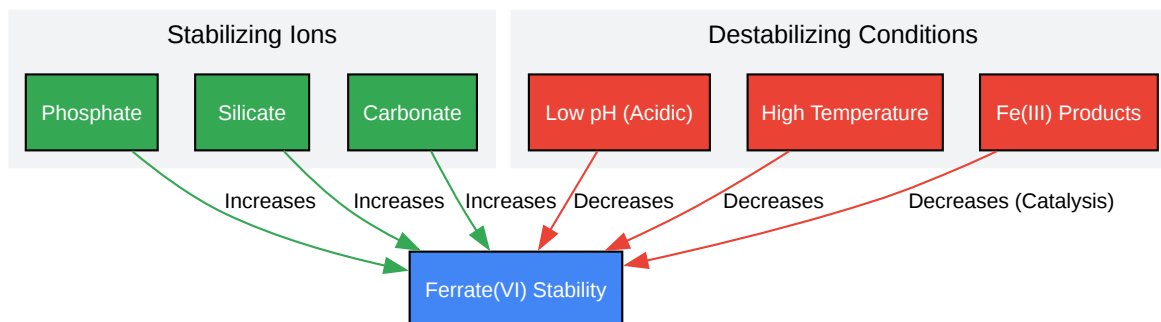 Stabilizing Ions
Destabilizing Conditions
Phosphate
Silicate
Carbonate
Low pH (Acidic)
High Temperature
Fe(III) Products
Increases
Increases
Increases
Decreases
Decreases
Decreases (Catalysis)
Ferrate(VI) Stability